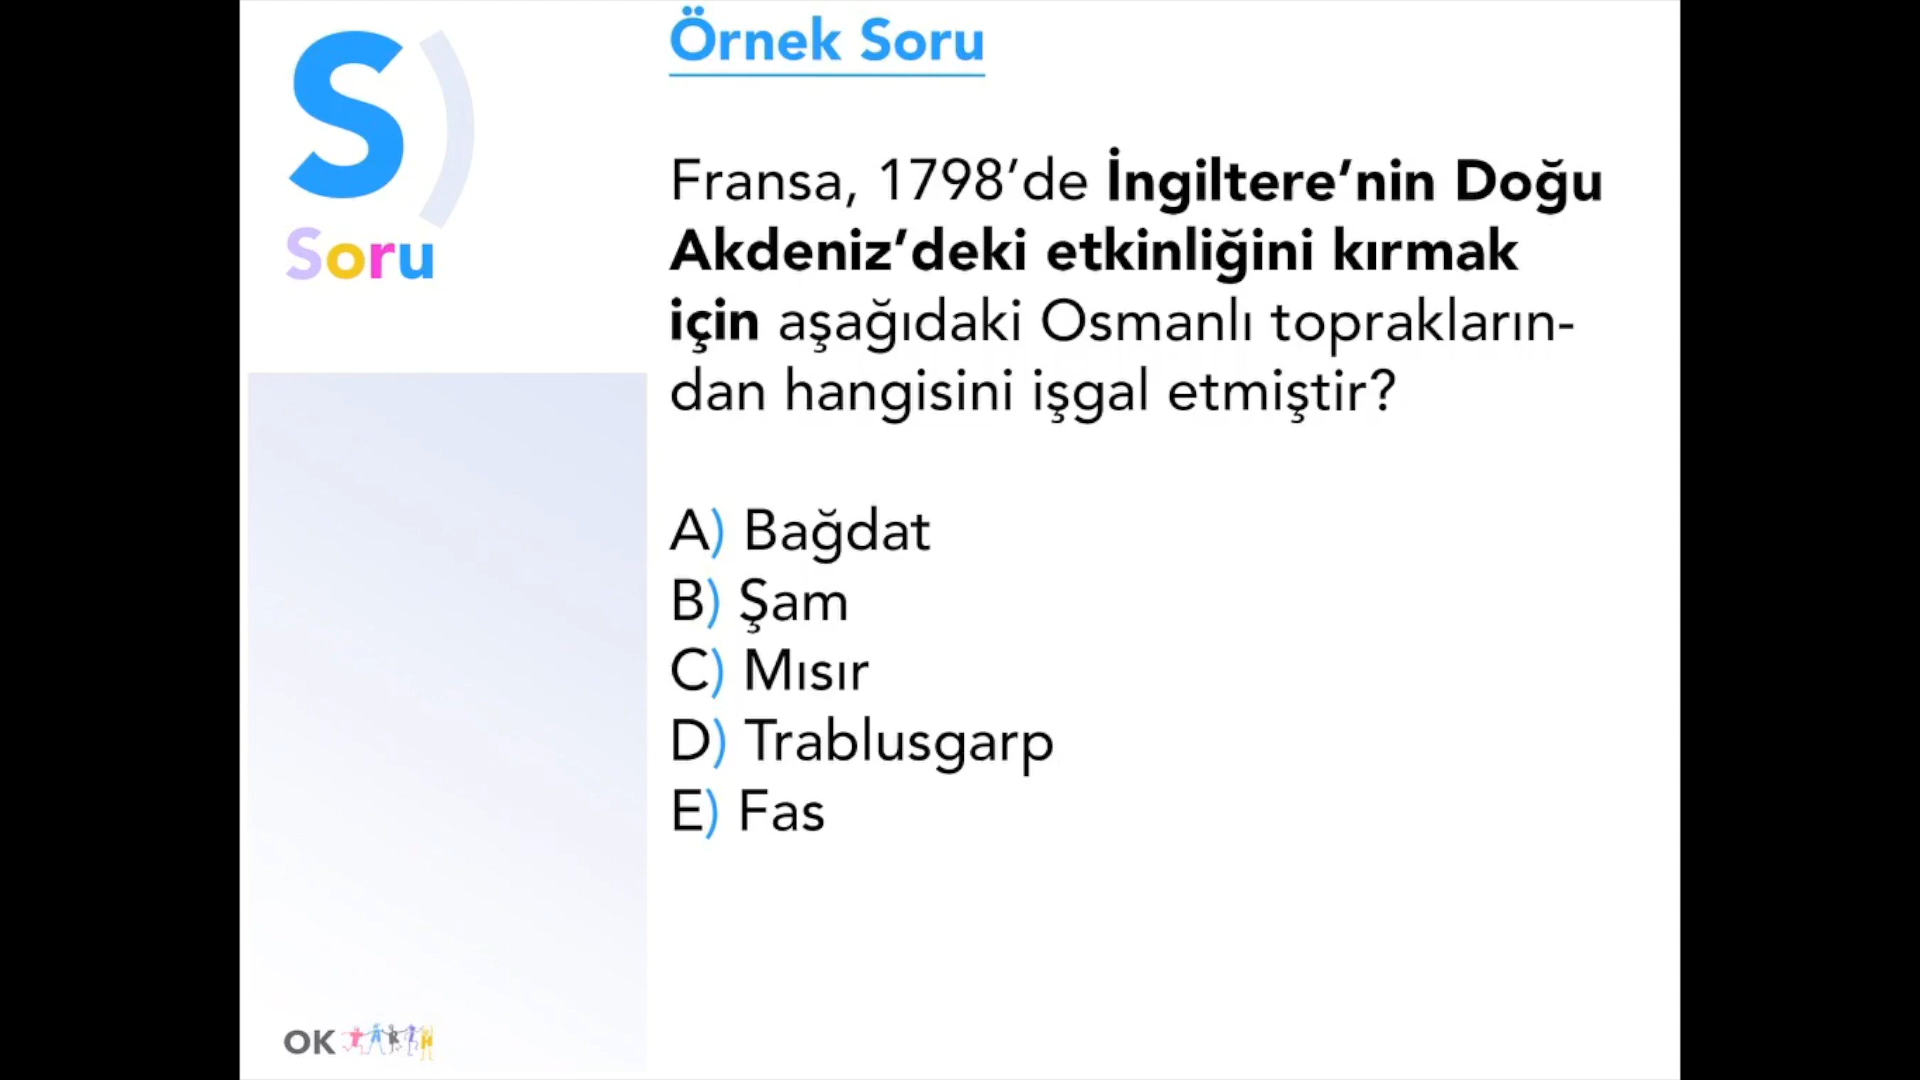 S)
Soru
Örnek Soru
Fransa, 1798’de İngiltere’nin Doğu
Akdeniz’deki etkinliğini kırmak
için aşağıdaki Osmanlı toprakların-
dan hangisini işgal etmiştir?
A) Bağdat
B) Şam
C) Mısır
D) Trablusgarp
E) Fas
OK TARİH